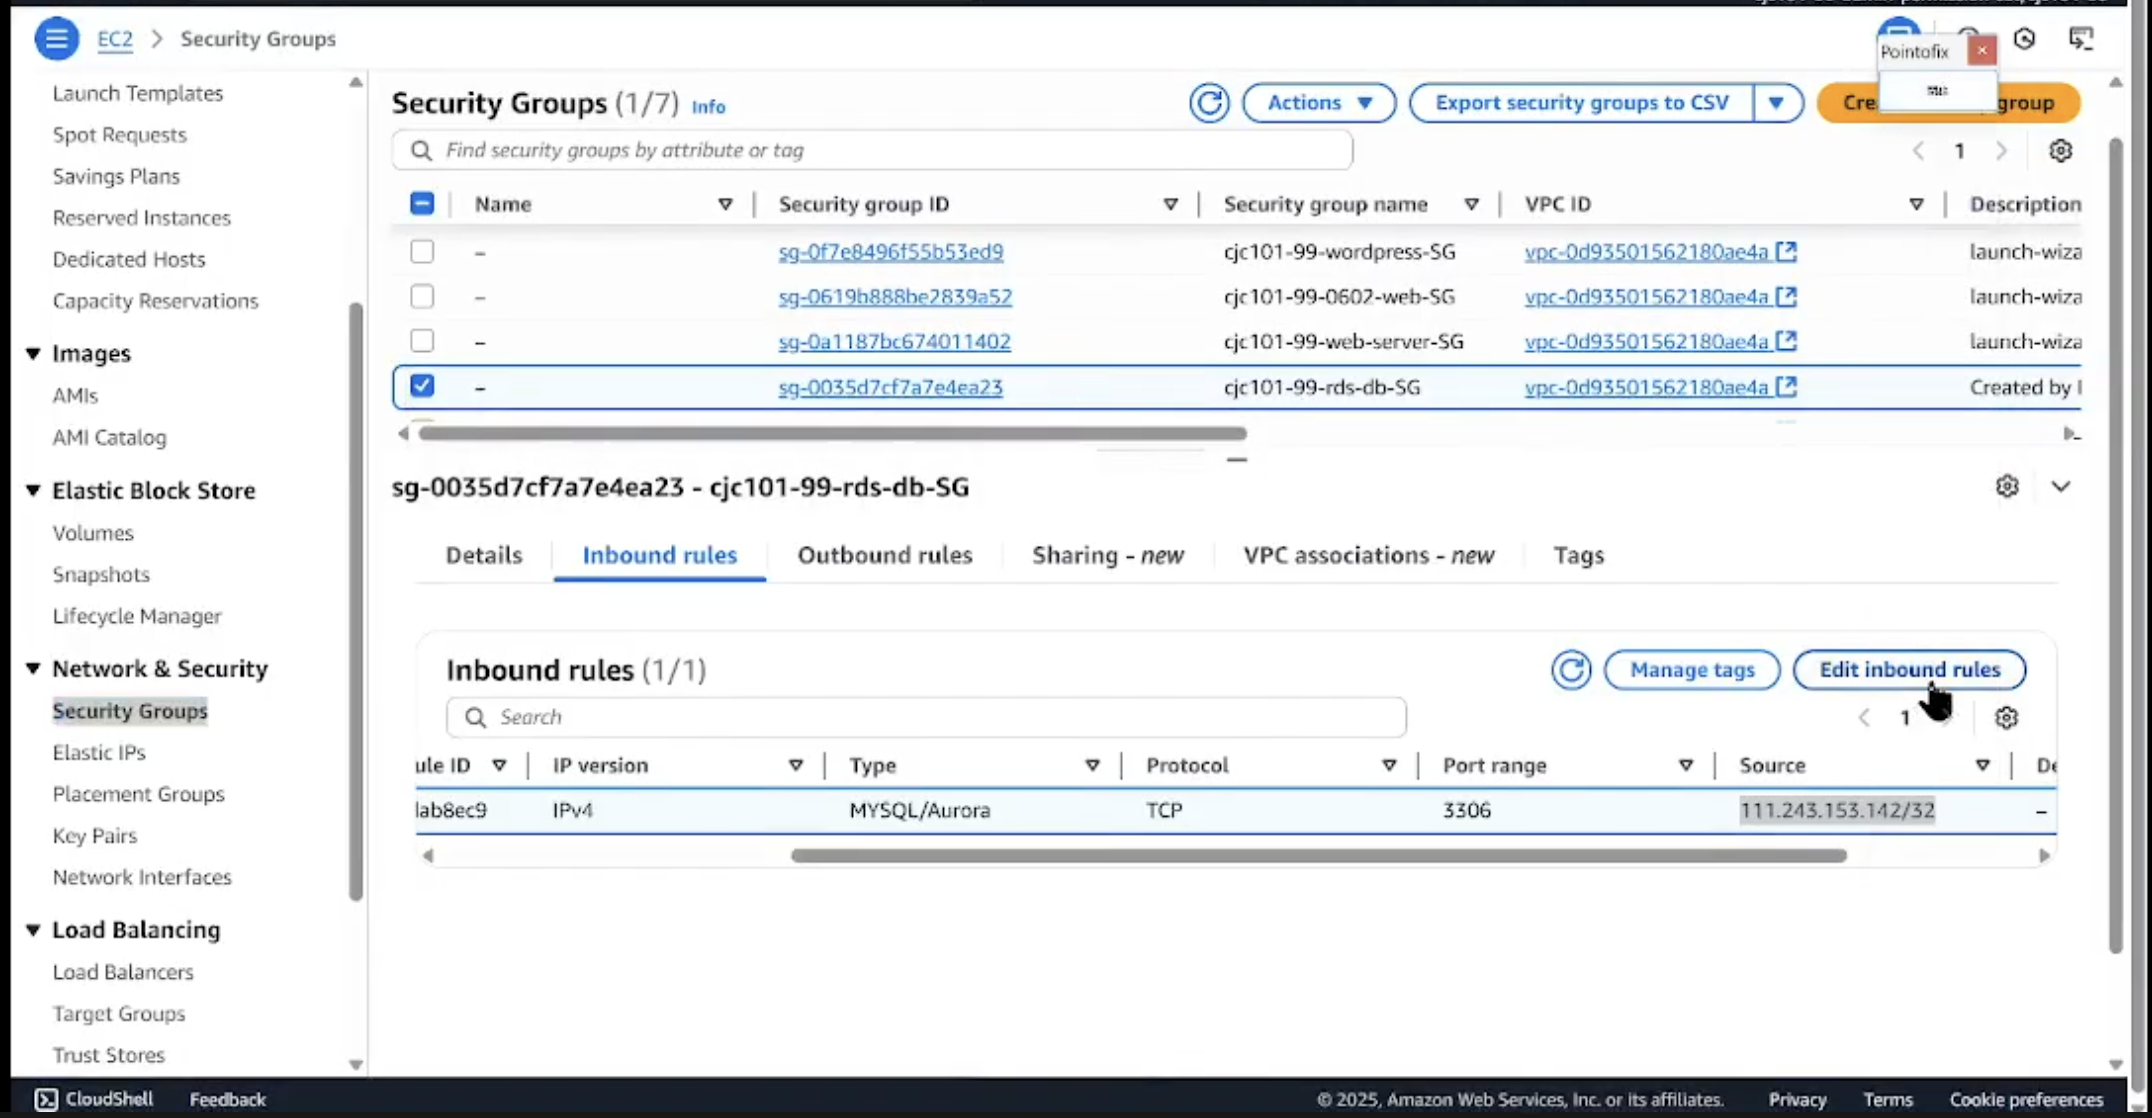 EC2 > Security Groups
Pointofix
Launch Templates
Spot Requests
Savings Plans
Reserved Instances
Dedicated Hosts
Capacity Reservations
Images
AMIs
AMI Catalog
Elastic Block Store
Volumes
Snapshots
Lifecycle Manager
Network & Security
Security Groups
Elastic IPs
Placement Groups
Key Pairs
Network Interfaces
Load Balancing
Load Balancers
Target Groups
Trust Stores
Security Groups (1/7) Info
Actions
Export security groups to CSV
Cre group
Find security groups by attribute or tag
1
Name Security group ID Security group name VPC ID Description
– sg-0f7e8496f55b53ed9 cjc101-99-wordpress-SG vpc-0d93501562180ae4a launch-wiza
– sg-0619b888be2839a52 cjc101-99-0602-web-SG vpc-0d93501562180ae4a launch-wiza
– sg-0a1187bc674011402 cjc101-99-web-server-SG vpc-0d93501562180ae4a launch-wiza
– sg-0035d7cf7a7e4ea23 cjc101-99-rds-db-SG vpc-0d93501562180ae4a Created by
sg-0035d7cf7a7e4ea23 - cjc101-99-rds-db-SG
Details Inbound rules Outbound rules Sharing - new VPC associations - new Tags
Inbound rules (1/1)
Manage tags
Edit inbound rules
Search
1
ule ID IP version Type Protocol Port range Source De
lab8ec9 IPv4 MYSQL/Aurora TCP 3306 111.243.153.142/32 –
CloudShell Feedback © 2025, Amazon Web Services, Inc. or its affiliates. Privacy Terms Cookie preferences